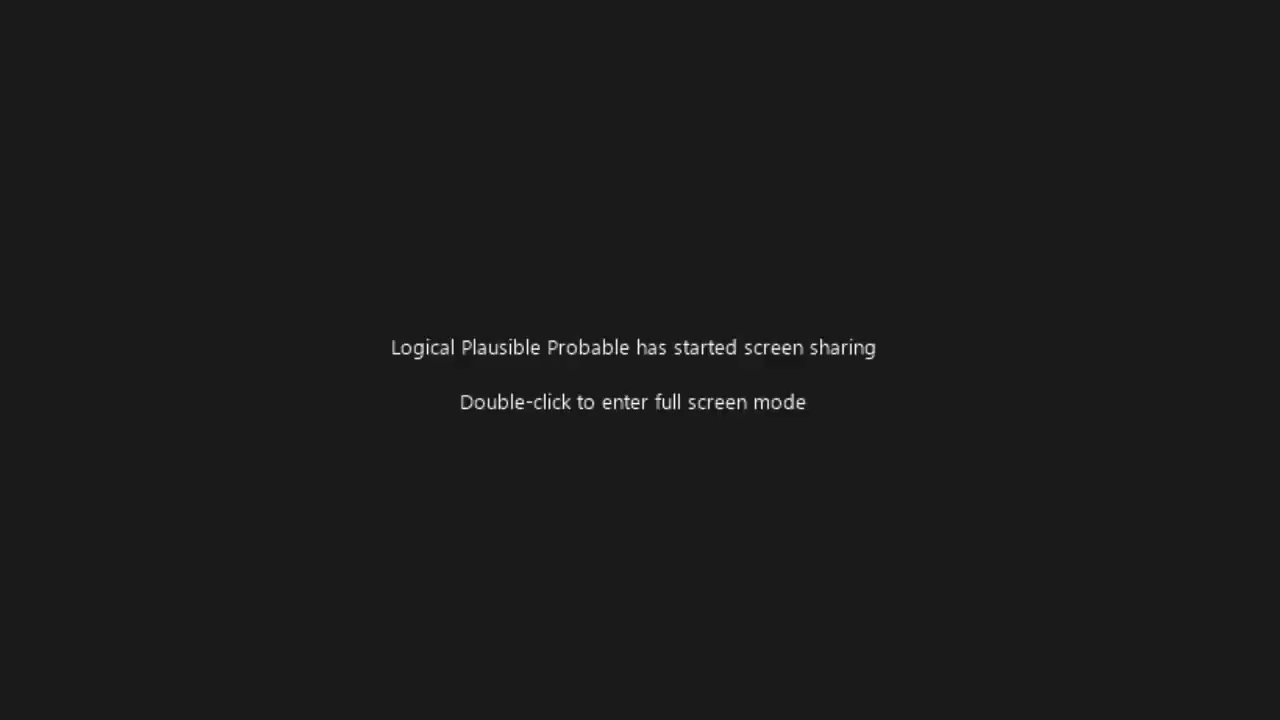 Logical Plausible Probable has started screen sharing
Double-click to enter full screen mode